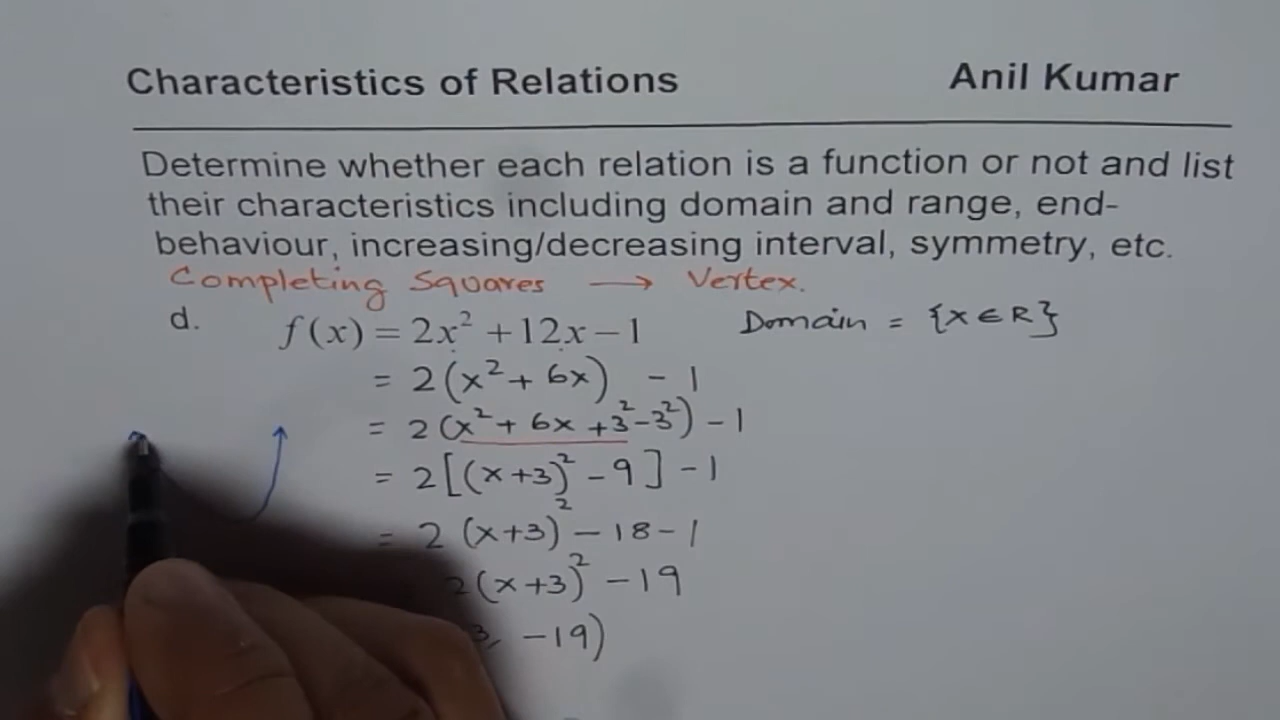 Characteristics of Relations Anil Kumar
Determine whether each relation is a function or not and list
their characteristics including domain and range, end-
behaviour, increasing/decreasing interval, symmetry, etc.
Completing Squares → Vertex.
d. f(x) = 2x² + 12x − 1 Domain = {x ∈ R}
= 2(x² + 6x) − 1
= 2(x² + 6x + 3² − 3²) − 1
= 2[(x+3)² − 9] − 1
= 2(x+3)² − 18 − 1
2(x+3)² − 19
3, −19)